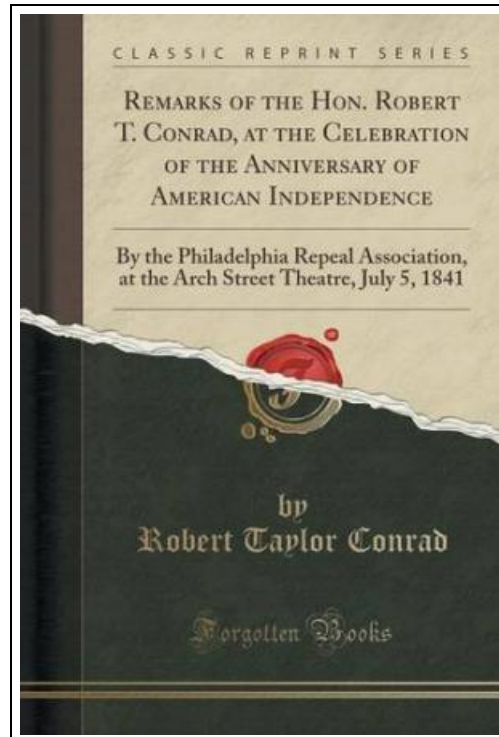 CLASSIC REPRINT SERIES
REMARKS OF THE HON. ROBERT
T. CONRAD, AT THE CELEBRATION
OF THE ANNIVERSARY OF
AMERICAN INDEPENDENCE
By the Philadelphia Repeal Association,
at the Arch Street Theatre, July 5, 1841
by
Robert Taylor Conrad
Forgotten Books